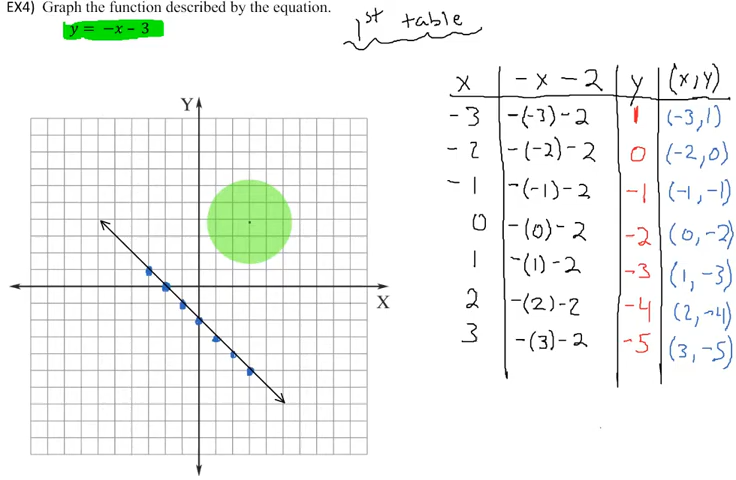 EX4) Graph the function described by the equation.
y = −x − 3
1st table
x | -x - 2 | y | (x,y)
-3 | -(-3)-2 | 1 | (-3,1)
-2 | -(-2)-2 | 0 | (-2,0)
-1 | -(-1)-2 | -1 | (-1,-1)
0 | -(0)-2 | -2 | (0,-2)
1 | -(1)-2 | -3 | (1,-3)
2 | -(2)-2 | -4 | (2,-4)
3 | -(3)-2 | -5 | (3,-5)
Y
X